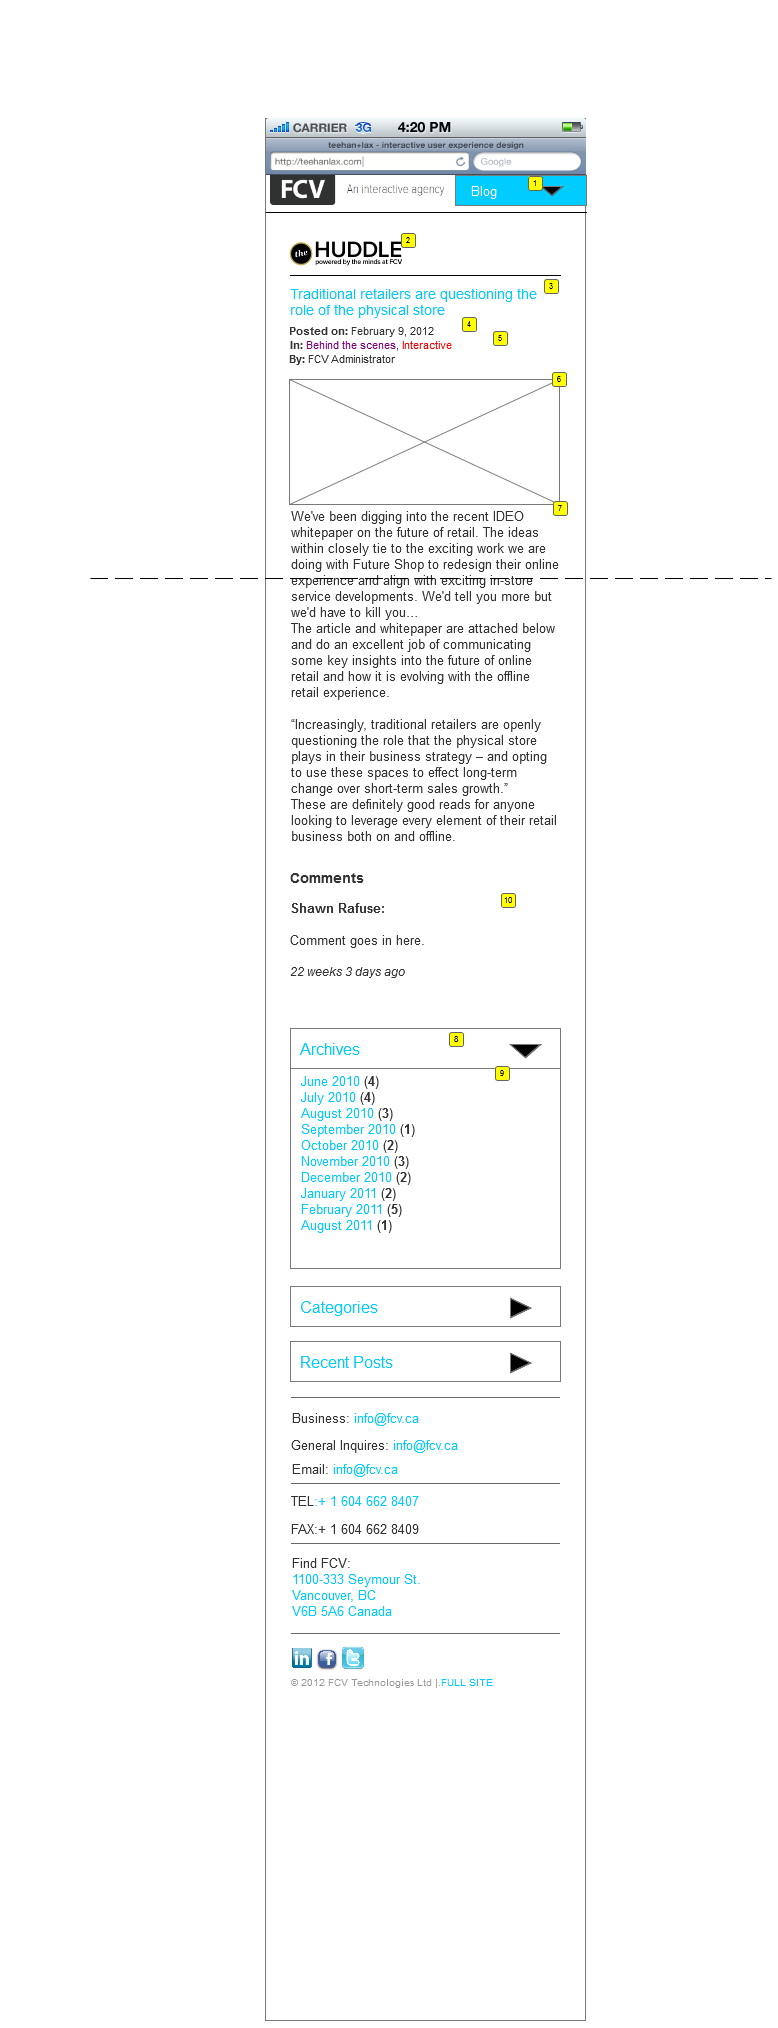 CARRIER 3G 4:20 PM
teehan+lax - interactive user experience design
http://teehanlax.com Google
FCV An interactive agency Blog 1
2
the HUDDLE
powered by the minds at FCV
3
Traditional retailers are questioning the
role of the physical store
4
Posted on: February 9, 2012
5
In: Behind the scenes, Interactive
By: FCV Administrator
6
7
We've been digging into the recent IDEO
whitepaper on the future of retail. The ideas
within closely tie to the exciting work we are
doing with Future Shop to redesign their online
experience and align with exciting in-store
service developments. We'd tell you more but
we'd have to kill you…
The article and whitepaper are attached below
and do an excellent job of communicating
some key insights into the future of online
retail and how it is evolving with the offline
retail experience.
“Increasingly, traditional retailers are openly
questioning the role that the physical store
plays in their business strategy – and opting
to use these spaces to effect long-term
change over short-term sales growth.”
These are definitely good reads for anyone
looking to leverage every element of their retail
business both on and offline.
Comments
10
Shawn Rafuse:
Comment goes in here.
22 weeks 3 days ago
8
Archives
9
June 2010 (4)
July 2010 (4)
August 2010 (3)
September 2010 (1)
October 2010 (2)
November 2010 (3)
December 2010 (2)
January 2011 (2)
February 2011 (5)
August 2011 (1)
Categories
Recent Posts
Business: info@fcv.ca
General Inquires: info@fcv.ca
Email: info@fcv.ca
TEL:+ 1 604 662 8407
FAX:+ 1 604 662 8409
Find FCV:
1100-333 Seymour St.
Vancouver, BC
V6B 5A6 Canada
in f t
© 2012 FCV Technologies Ltd |.FULL SITE